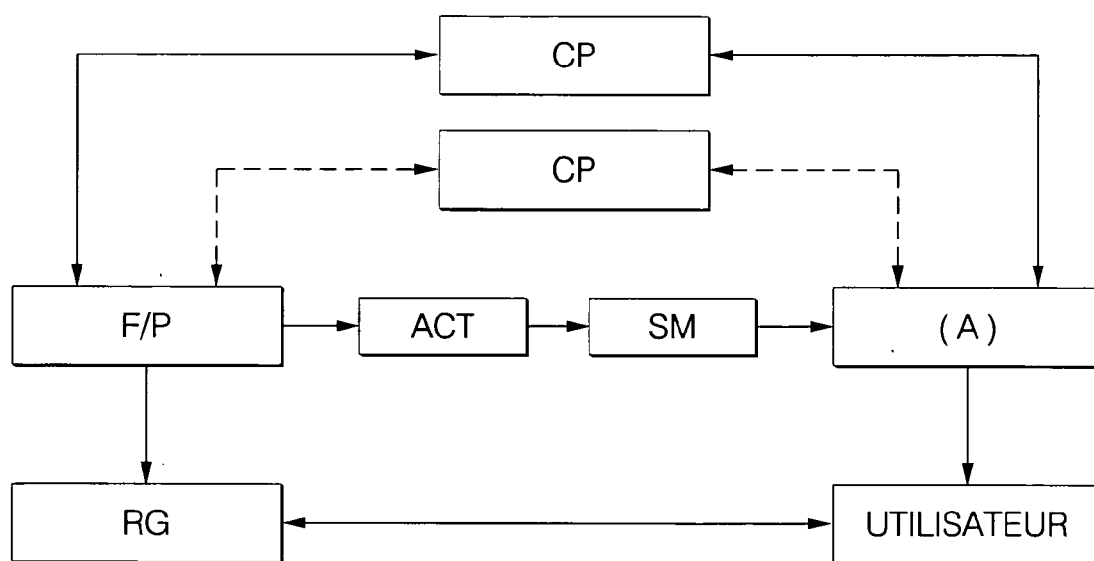 CP
CP
F/P
ACT
SM
( A )
RG
UTILISATEUR